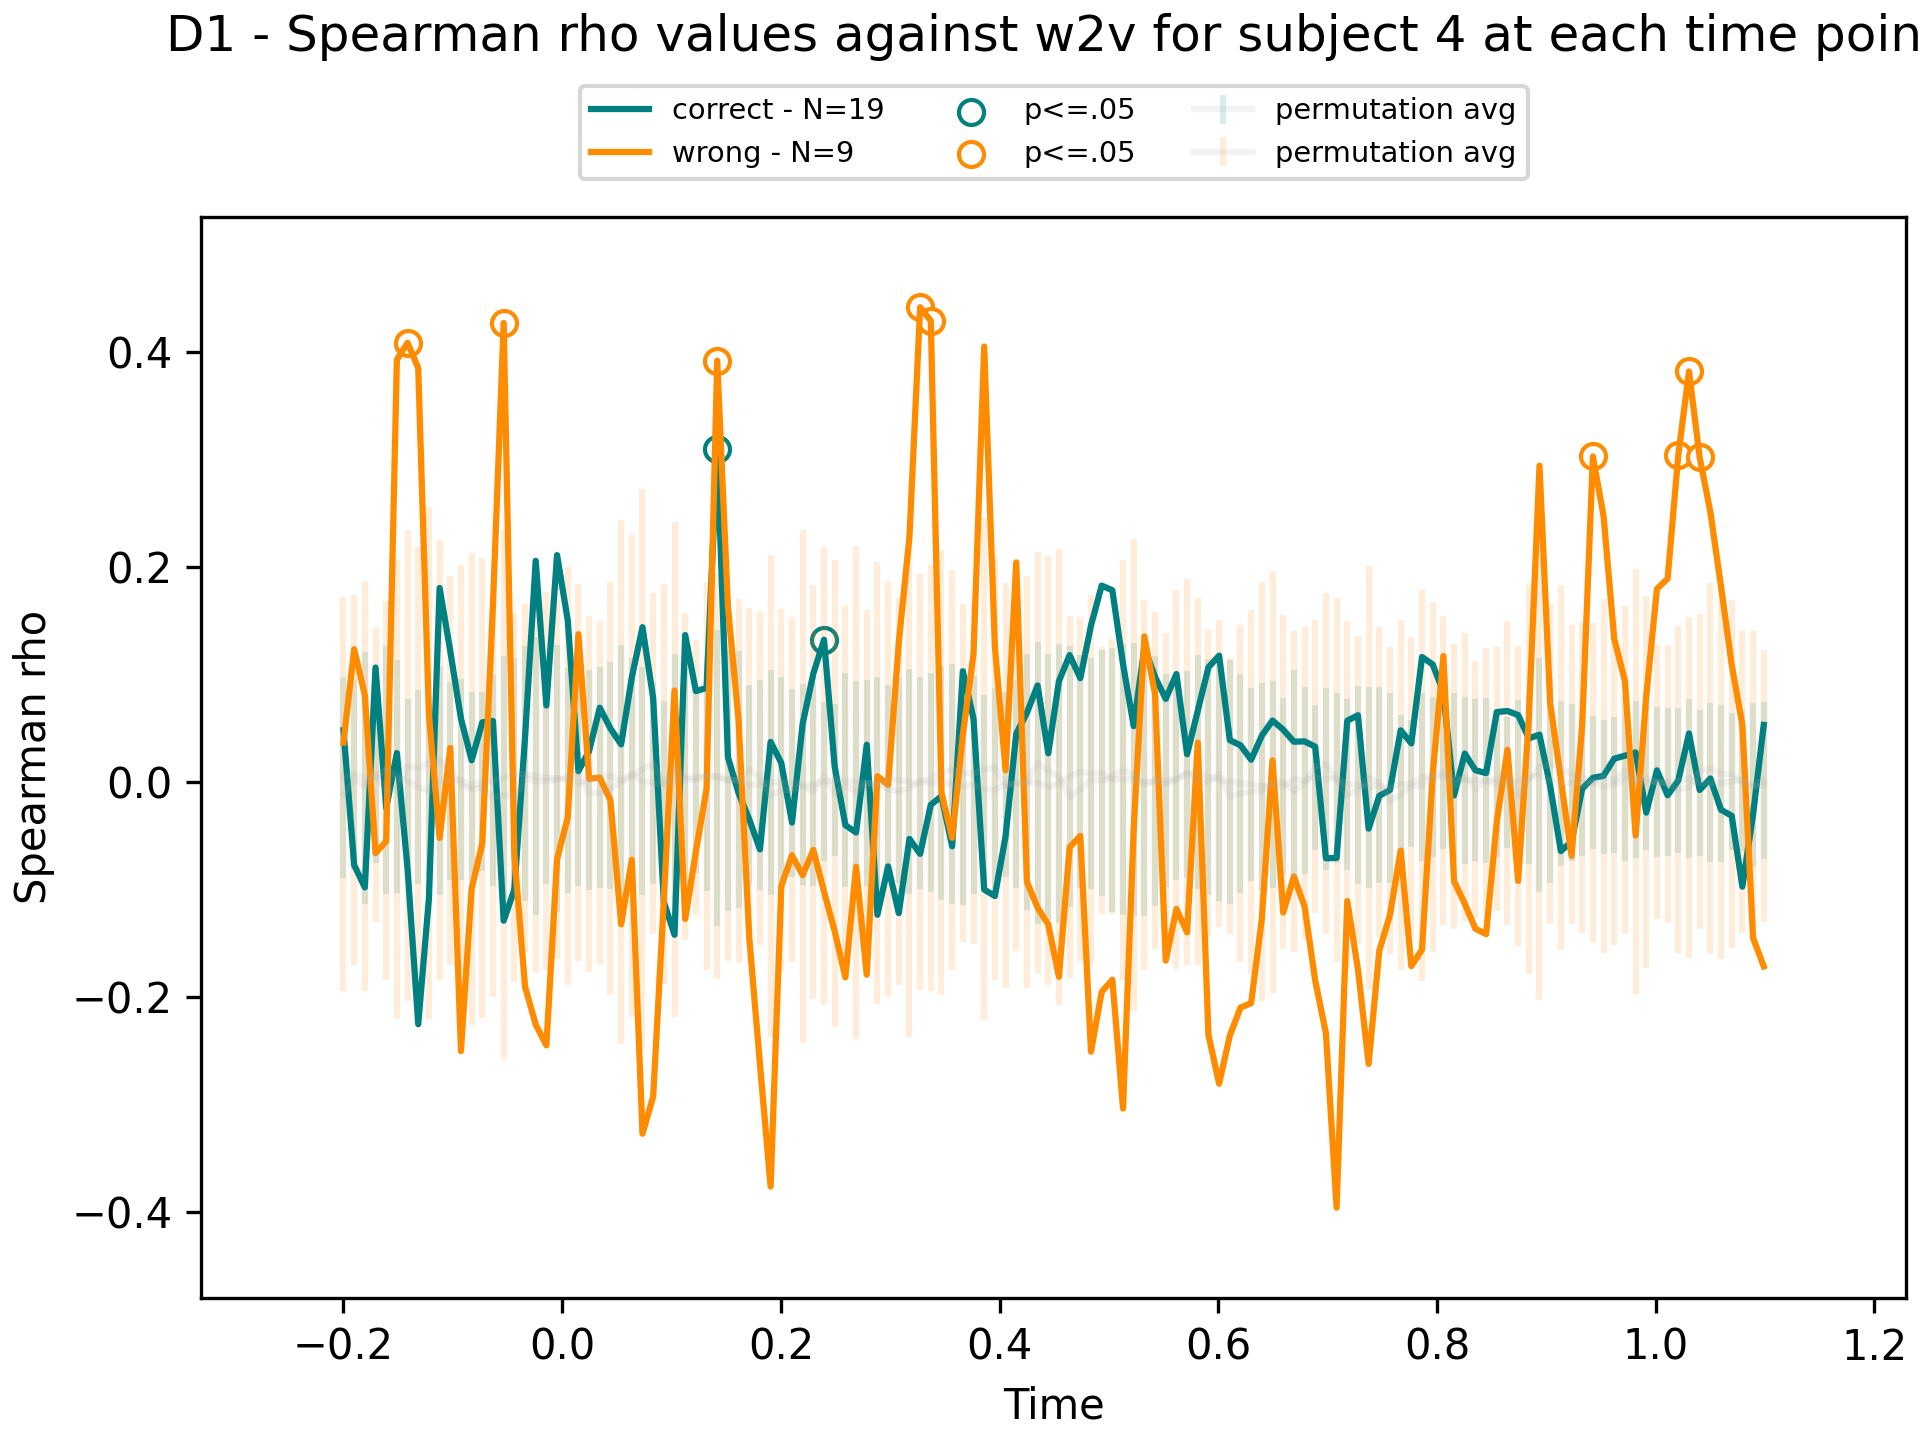 D1 - Spearman rho values against w2v for subject 4 at each time poin
correct - N=19
wrong - N=9
p<=.05
p<=.05
permutation avg
permutation avg
Spearman rho
0.4
0.2
0.0
−0.2
−0.4
−0.2 0.0 0.2 0.4 0.6 0.8 1.0 1.2
Time